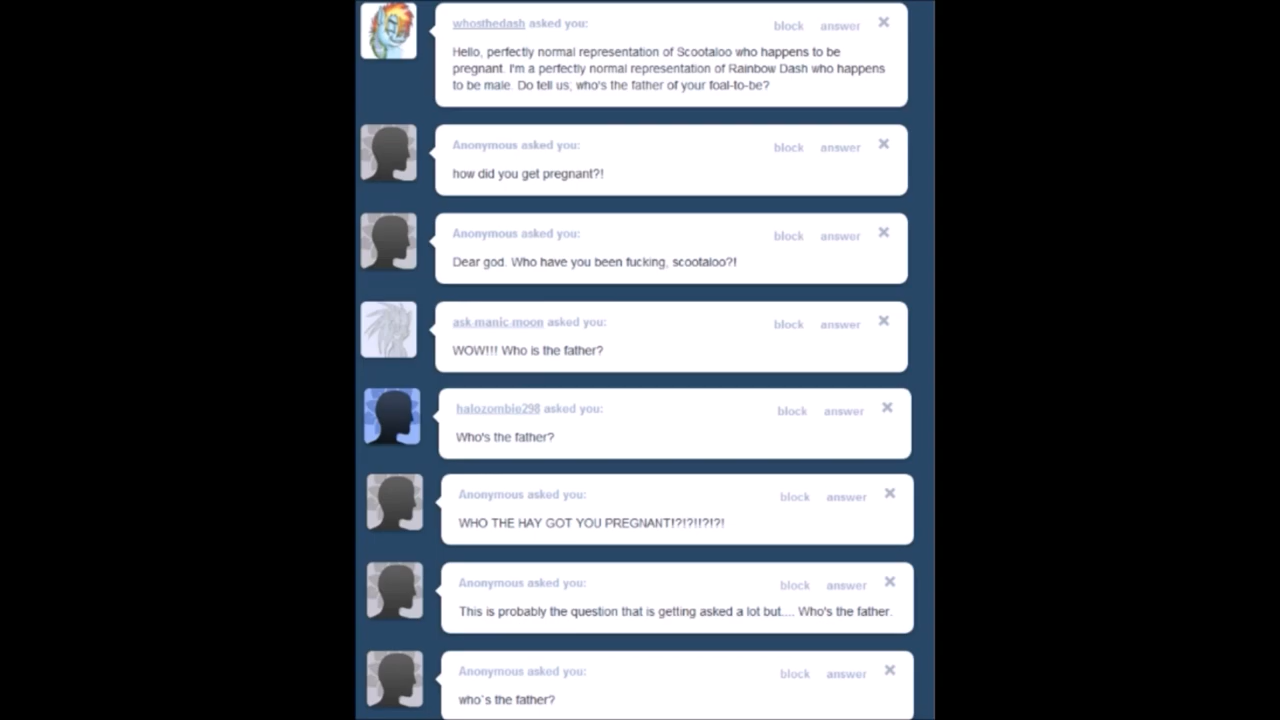 whosthedash asked you:
block answer ×
Hello, perfectly normal representation of Scootaloo who happens to be
pregnant. I'm a perfectly normal representation of Rainbow Dash who happens
to be male. Do tell us; who's the father of your foal-to-be?
Anonymous asked you:
block answer ×
how did you get pregnant?!
Anonymous asked you:
block answer ×
Dear god. Who have you been fucking, scootaloo?!
ask manic moon asked you:
block answer ×
WOW!!! Who is the father?
halozombie298 asked you:
block answer ×
Who's the father?
Anonymous asked you:
block answer ×
WHO THE HAY GOT YOU PREGNANT!?!?!!?!?!
Anonymous asked you:
block answer ×
This is probably the question that is getting asked a lot but.... Who's the father.
Anonymous asked you:
block answer ×
who`s the father?